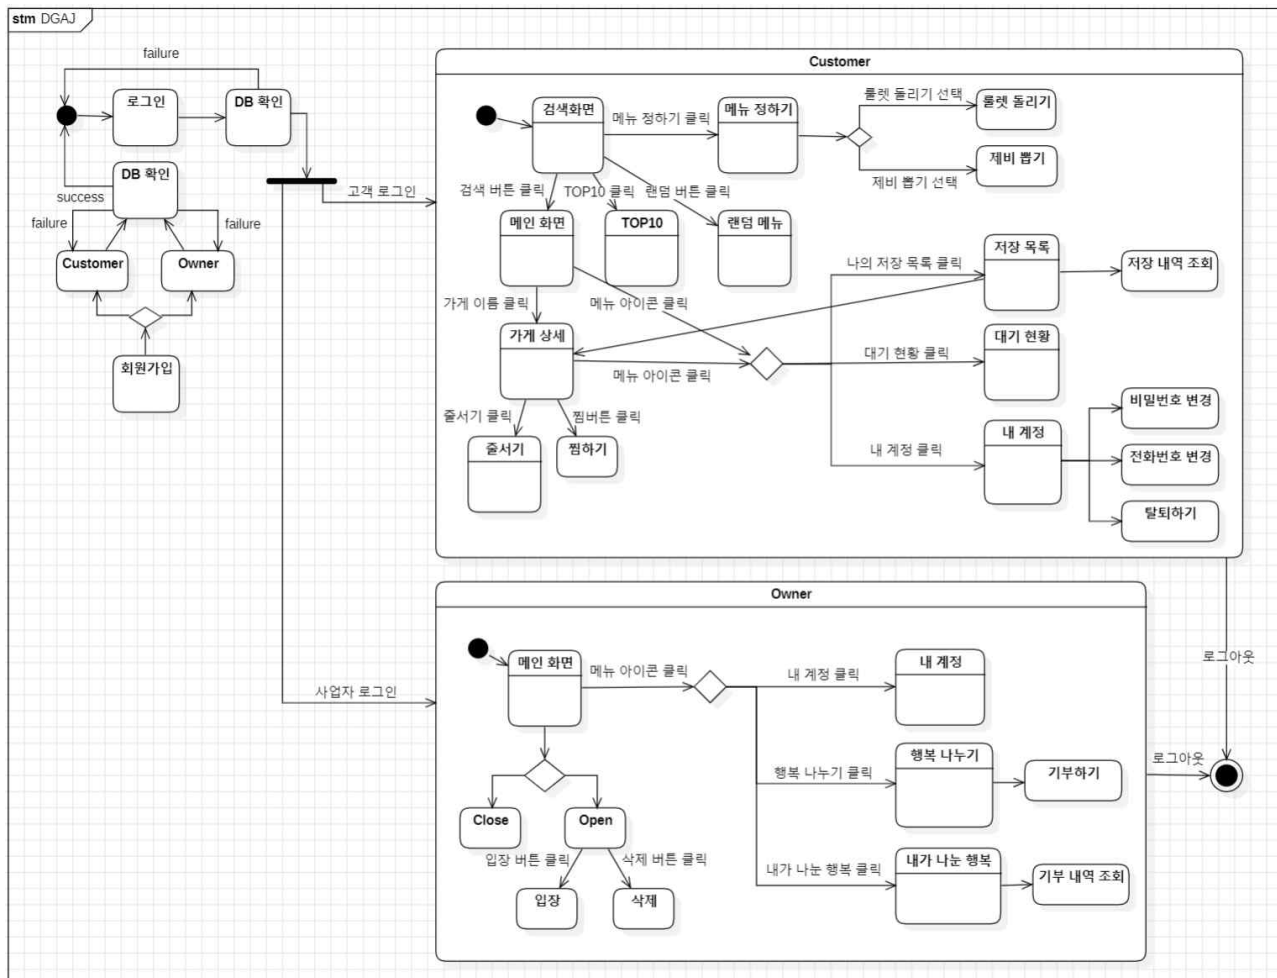 stm DGAJ
failure
로그인
DB 확인
DB 확인
success
failure
failure
Customer
Owner
회원가입
고객 로그인
사업자 로그인
Customer
검색화면
메뉴 정하기 클릭
메뉴 정하기
룰렛 돌리기 선택
룰렛 돌리기
제비 뽑기
제비 뽑기 선택
검색 버튼 클릭
TOP10 클릭
랜덤 버튼 클릭
메인 화면
TOP10
랜덤 메뉴
가게 이름 클릭
메뉴 아이콘 클릭
나의 저장 목록 클릭
저장 목록
저장 내역 조회
가게 상세
메뉴 아이콘 클릭
대기 현황 클릭
대기 현황
줄서기 클릭
찜버튼 클릭
줄서기
찜하기
내 계정 클릭
내 계정
비밀번호 변경
전화번호 변경
탈퇴하기
Owner
메인 화면
메뉴 아이콘 클릭
내 계정 클릭
내 계정
행복 나누기 클릭
행복 나누기
기부하기
Close
Open
입장 버튼 클릭
삭제 버튼 클릭
입장
삭제
내가 나눈 행복 클릭
내가 나눈 행복
기부 내역 조회
로그아웃
로그아웃